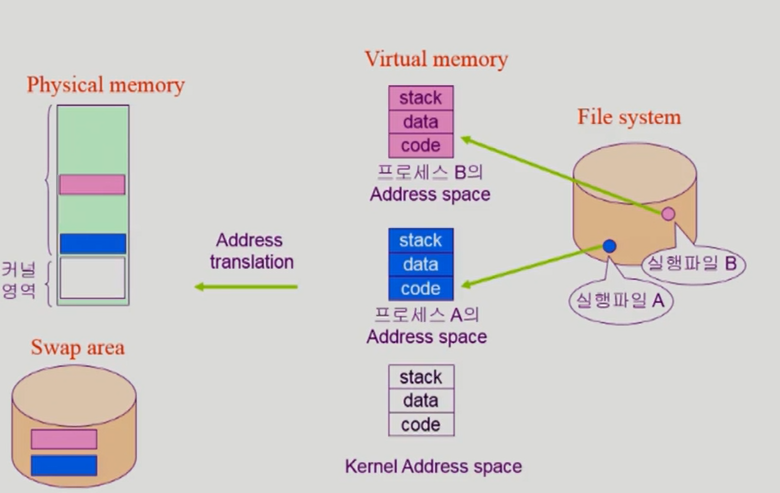 Virtual memory
Physical memory
File system
stack
data
code
프로세스 B의
Address space
Address
translation
stack
data
code
프로세스 A의
Address space
실행파일 B
실행파일 A
커널
영역
Swap area
stack
data
code
Kernel Address space